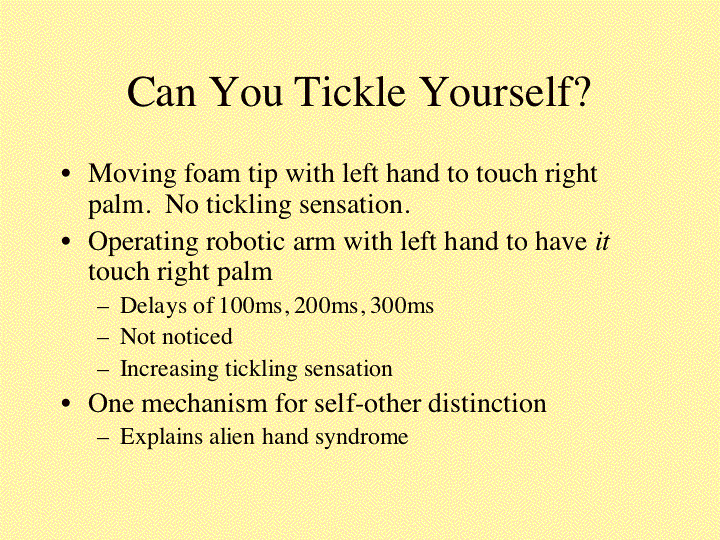 Can You Tickle Yourself?
• Moving foam tip with left hand to touch right
palm.  No tickling sensation.
• Operating robotic arm with left hand to have it
touch right palm
– Delays of 100ms, 200ms, 300ms
– Not noticed
– Increasing tickling sensation
• One mechanism for self-other distinction
– Explains alien hand syndrome